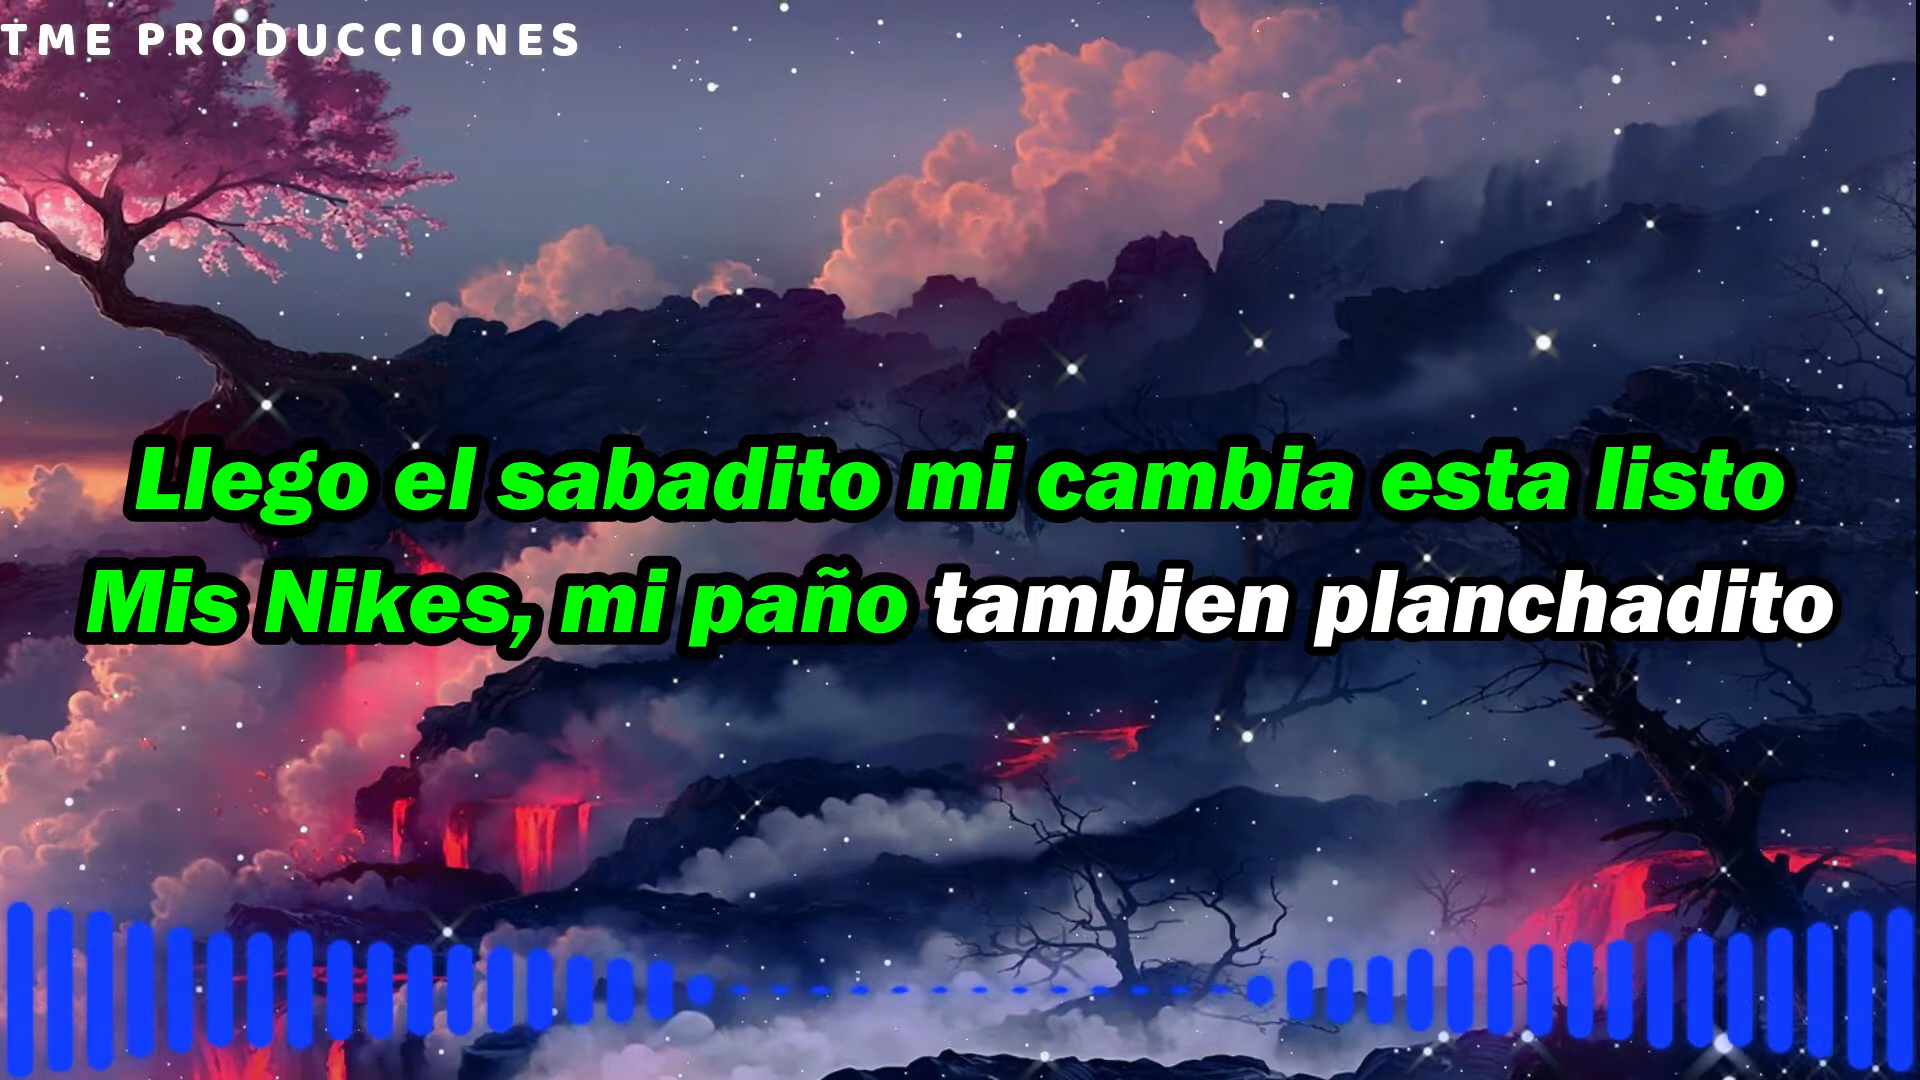 TME PRODUCCIONES
Llego el sabadito mi cambia esta listo
Mis Nikes, mi paño tambien planchadito